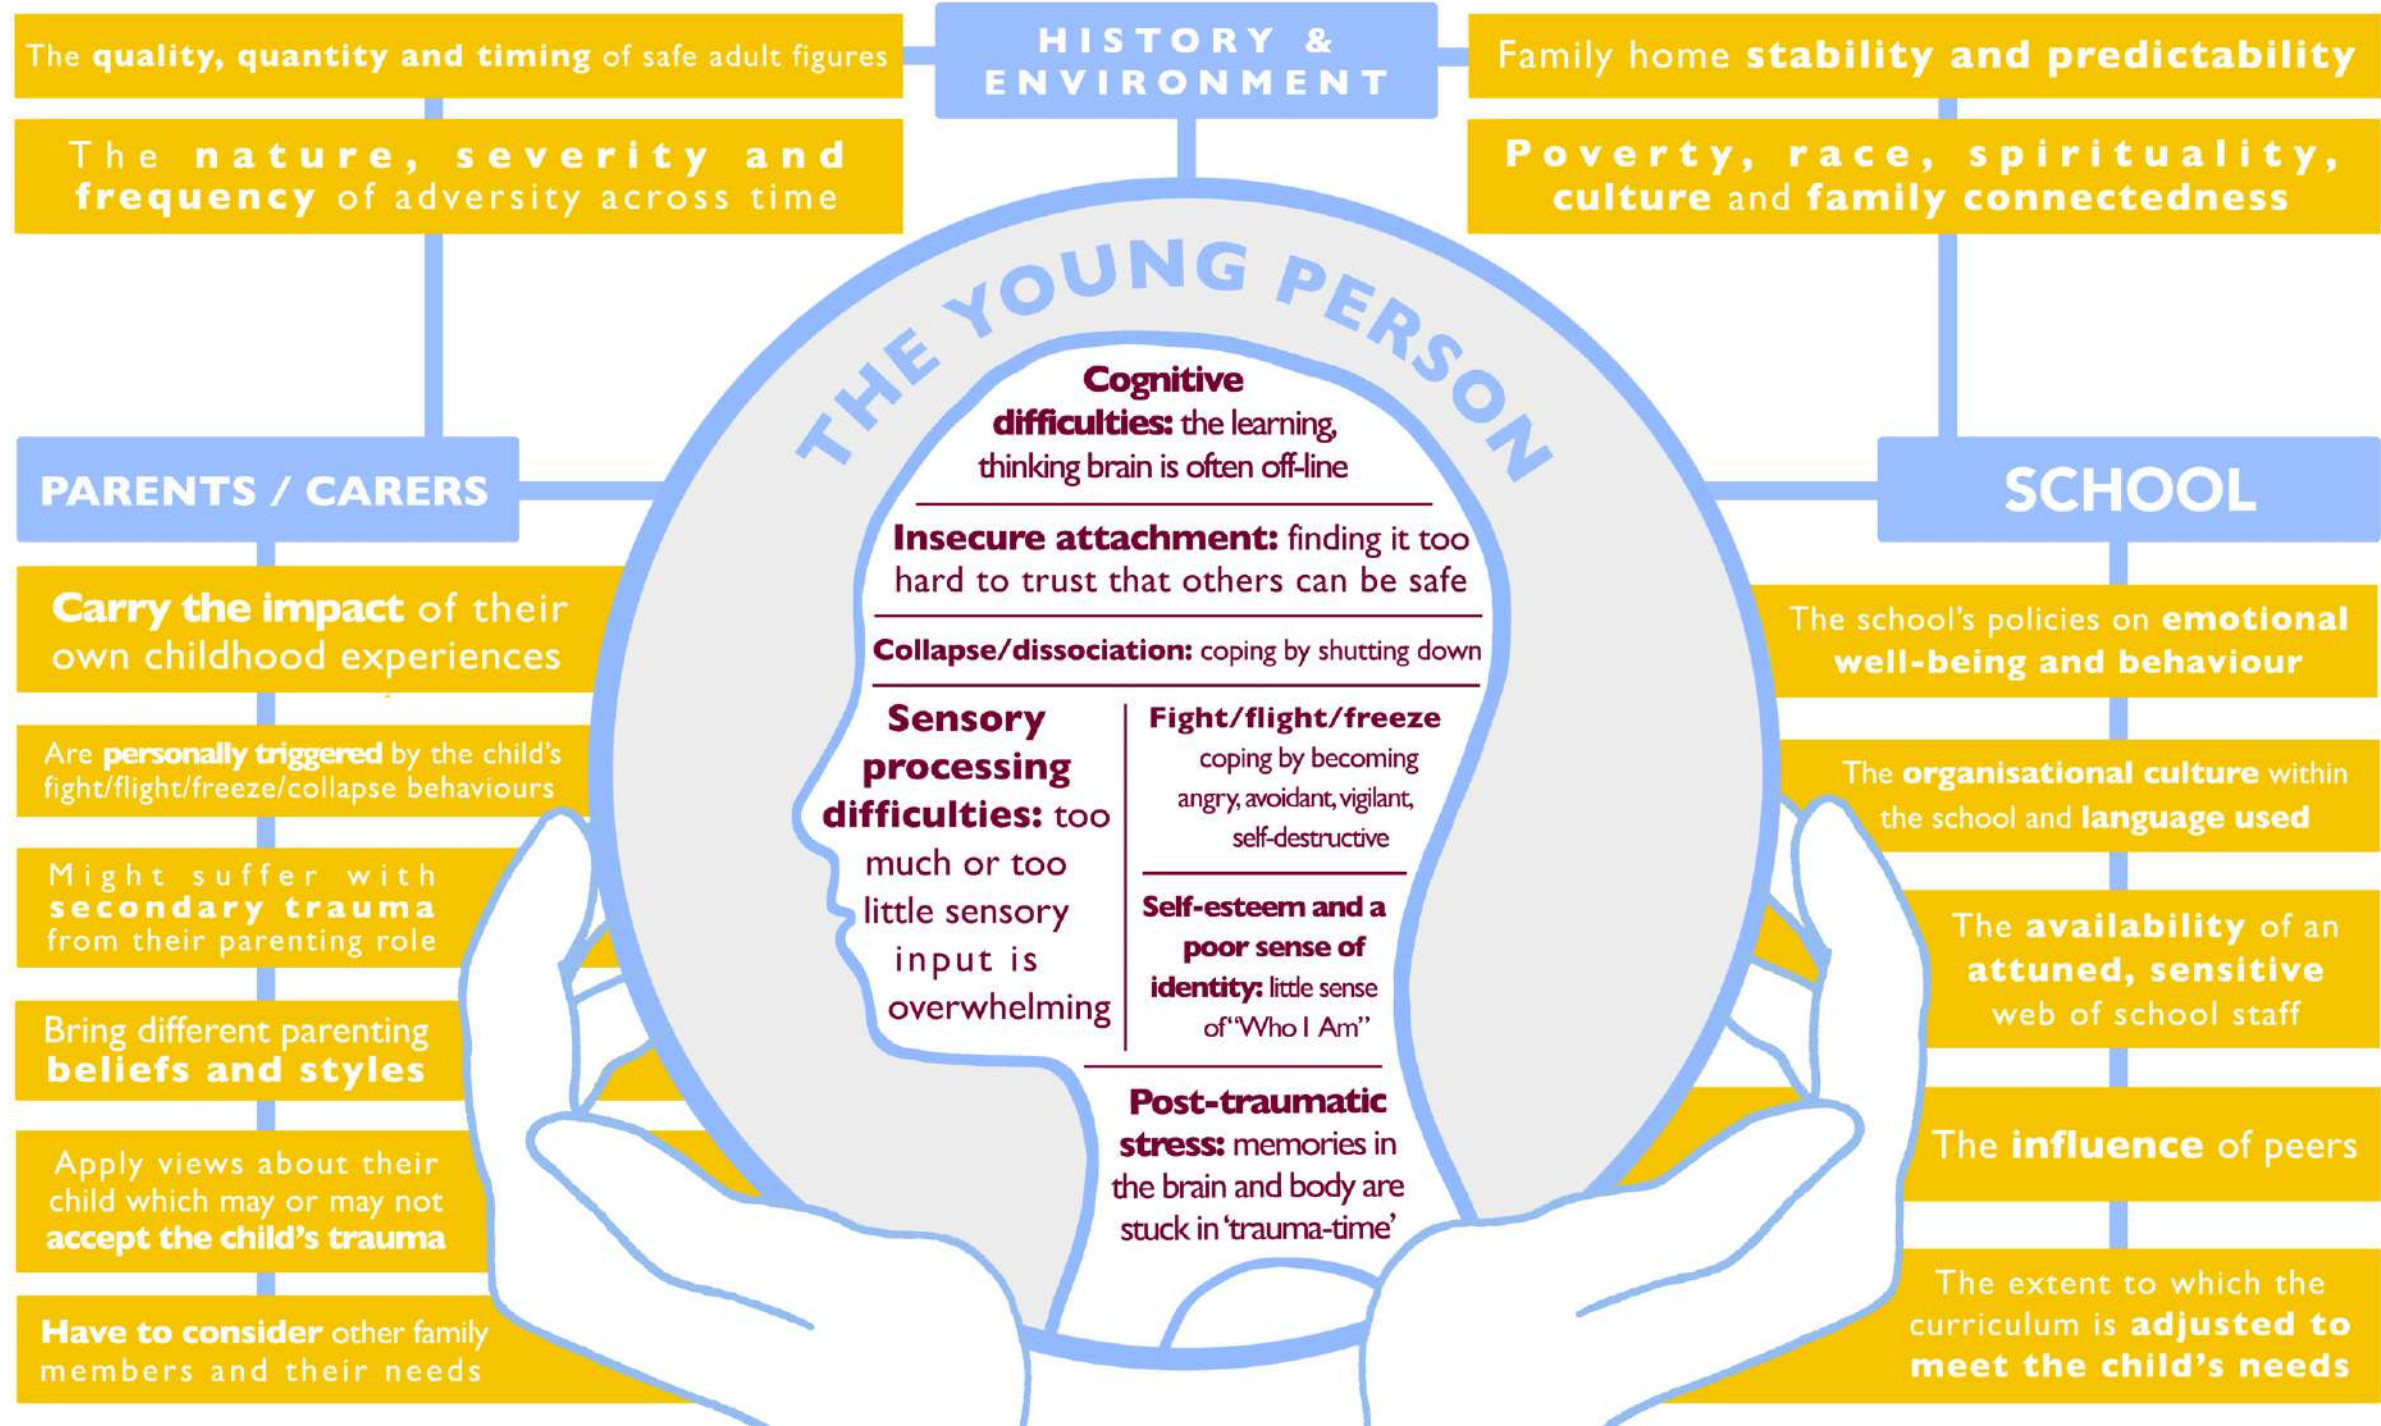 HISTORY &
ENVIRONMENT
The quality, quantity and timing of safe adult figures
The nature, severity and
frequency of adversity across time
Family home stability and predictability
Poverty, race, spirituality,
culture and family connectedness
THE YOUNG PERSON
Cognitive
difficulties: the learning,
thinking brain is often off-line
Insecure attachment: finding it too
hard to trust that others can be safe
Collapse/dissociation: coping by shutting down
Sensory
processing
difficulties: too
much or too
little sensory
input is
overwhelming
Fight/flight/freeze
coping by becoming
angry, avoidant, vigilant,
self-destructive
Self-esteem and a
poor sense of
identity: little sense
of “Who I Am”
Post-traumatic
stress: memories in
the brain and body are
stuck in ‘trauma-time’
PARENTS / CARERS
Carry the impact of their
own childhood experiences
Are personally triggered by the child’s
fight/flight/freeze/collapse behaviours
Might suffer with
secondary trauma
from their parenting role
Bring different parenting
beliefs and styles
Apply views about their
child which may or may not
accept the child’s trauma
Have to consider other family
members and their needs
SCHOOL
The school’s policies on emotional
well-being and behaviour
The organisational culture within
the school and language used
The availability of an
attuned, sensitive
web of school staff
The influence of peers
The extent to which the
curriculum is adjusted to
meet the child’s needs